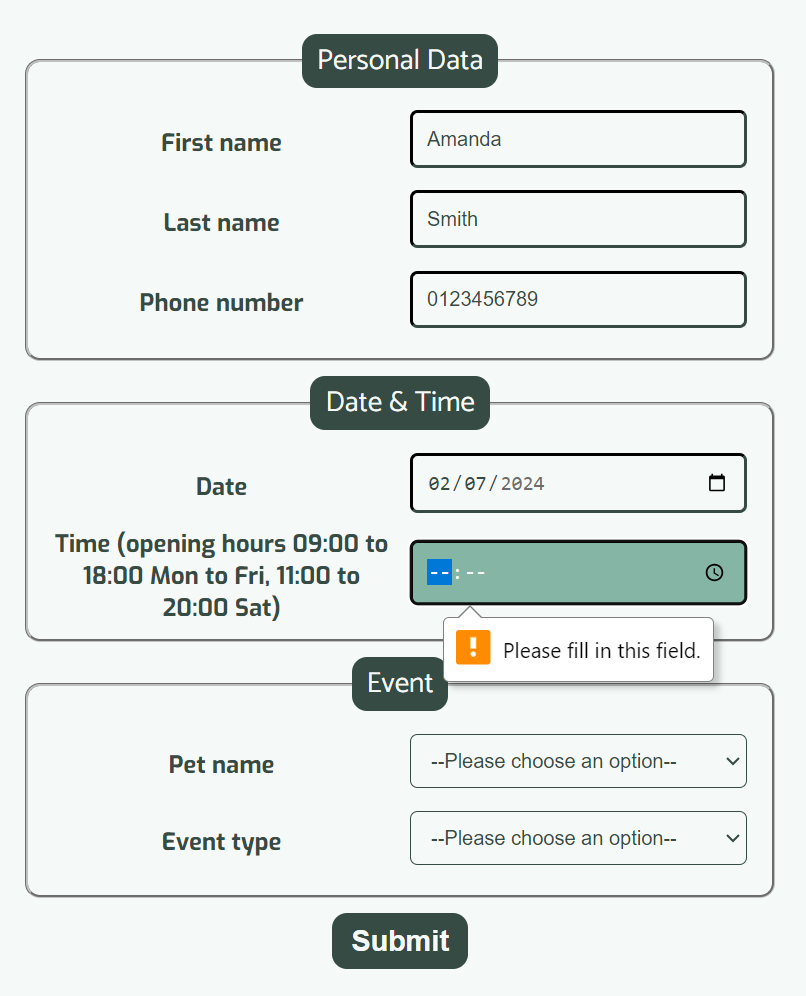 Personal Data
First name
Amanda
Last name
Smith
Phone number
0123456789
Date & Time
Date
02/07/2024
Time (opening hours 09:00 to
18:00 Mon to Fri, 11:00 to
20:00 Sat)
--:--
Please fill in this field.
Event
Pet name
--Please choose an option--
Event type
--Please choose an option--
Submit